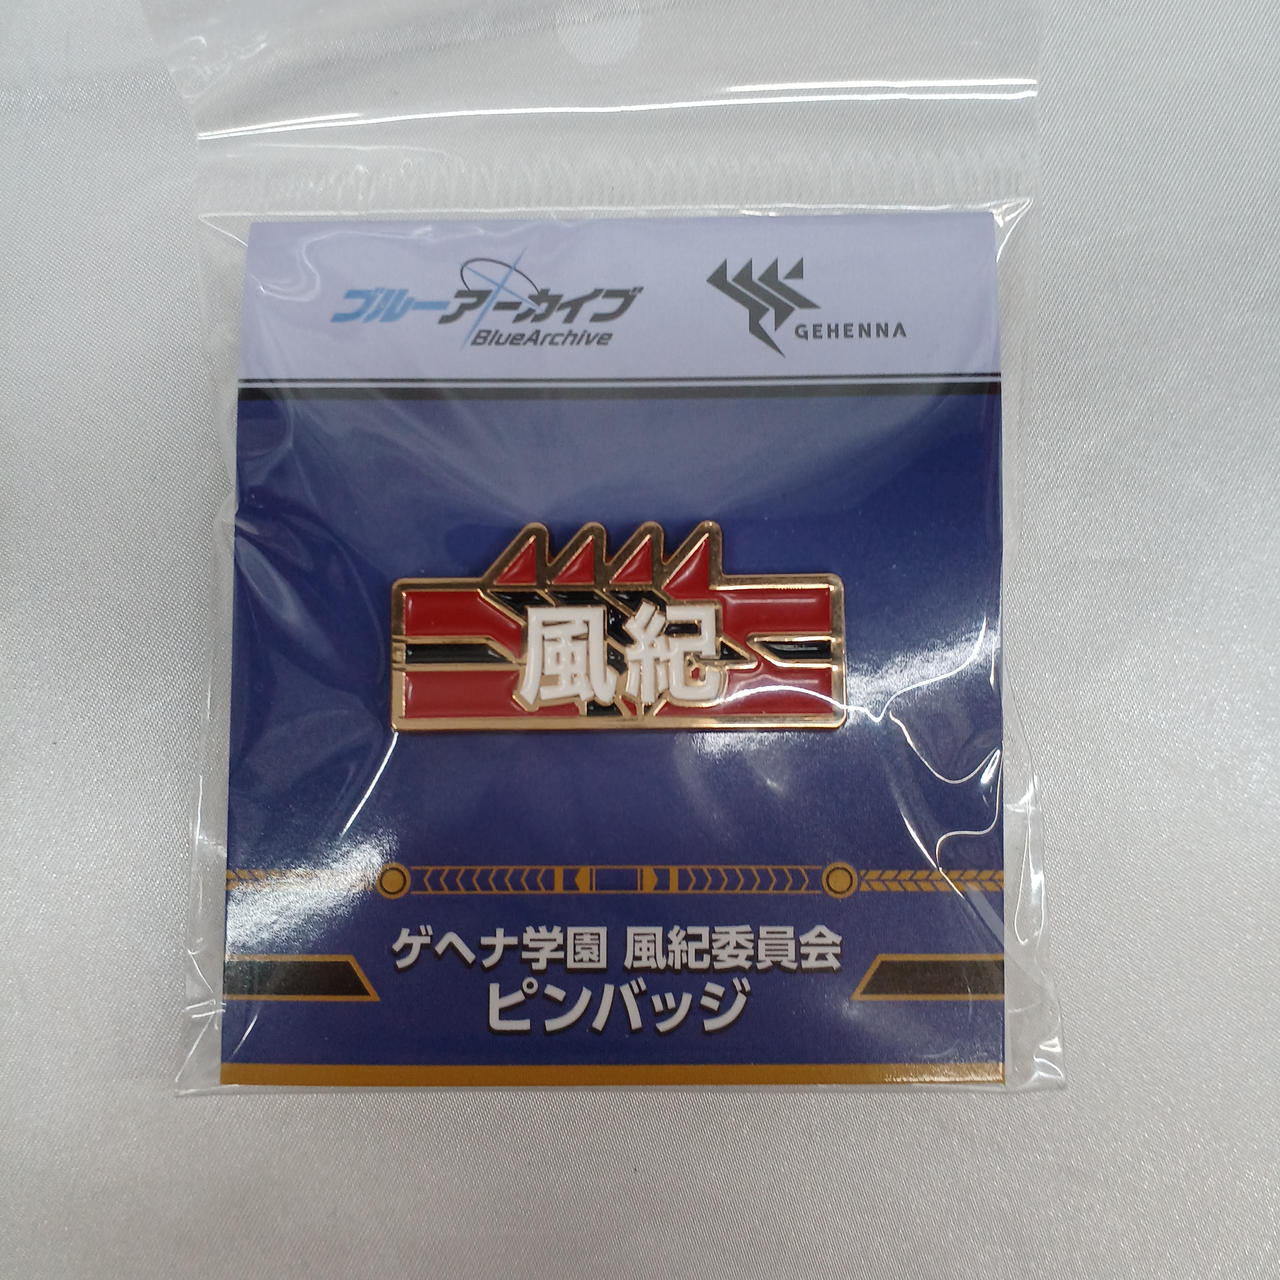 ブルーアーカイブ
BlueArchive
GEHENNA
風紀
ゲヘナ学園 風紀委員会
ピンバッジ